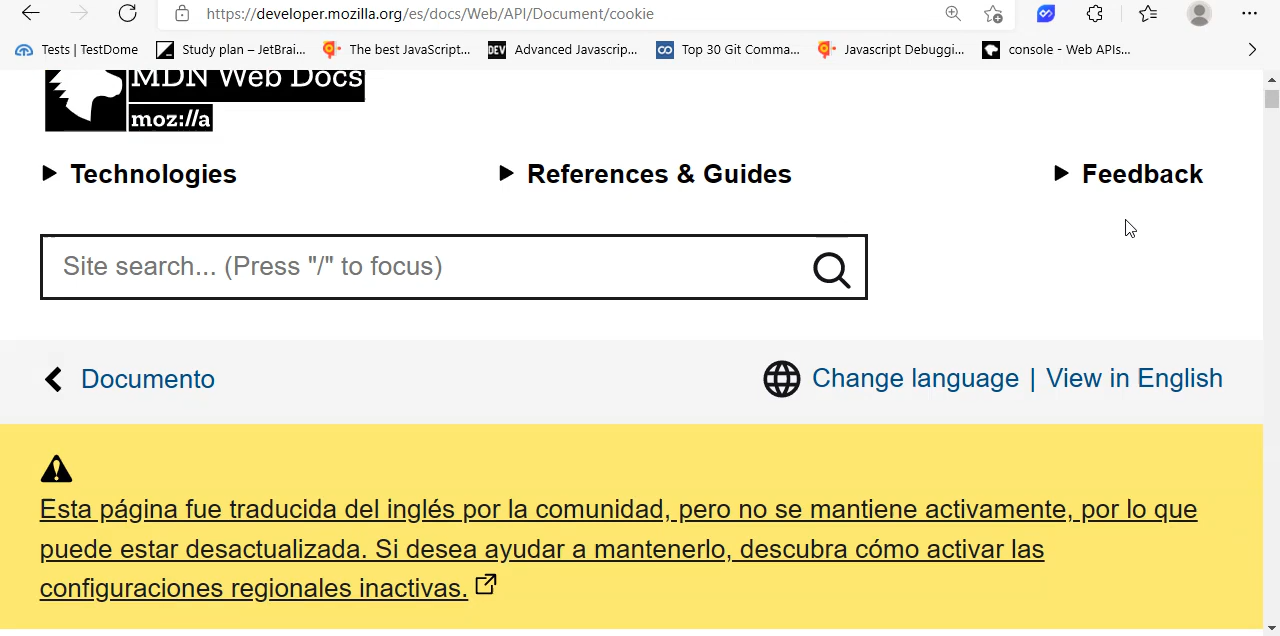 https://developer.mozilla.org/es/docs/Web/API/Document/cookie
Tests | TestDome
Study plan – JetBrai...
The best JavaScript...
DEV
Advanced Javascrip...
Top 30 Git Comma...
Javascript Debuggi...
console - Web APIs...
MDN Web Docs
moz://a
Technologies
References & Guides
Feedback
Site search... (Press "/" to focus)
Documento
Change language | View in English
Esta página fue traducida del inglés por la comunidad, pero no se mantiene activamente, por lo que
puede estar desactualizada. Si desea ayudar a mantenerlo, descubra cómo activar las
configuraciones regionales inactivas.